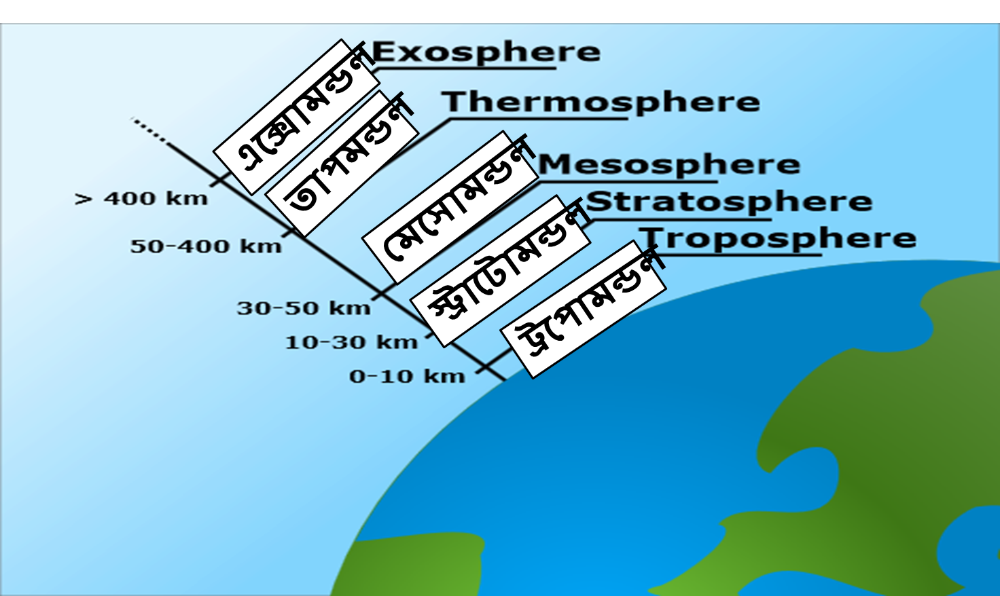 Exosphere
এক্সোমন্ডল
Thermosphere
তাপমন্ডল
Mesosphere
মেসোমন্ডল
Stratosphere
স্ট্রাটোমন্ডল
Troposphere
ট্রপোমন্ডল
> 400 km
50-400 km
30-50 km
10-30 km
0-10 km